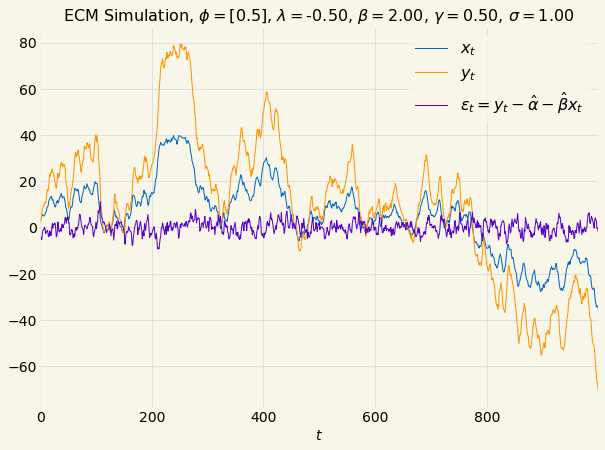 ECM Simulation, ϕ = [0.5], λ = -0.50, β = 2.00, γ = 0.50, σ = 1.00
x_t
y_t
ε_t = y_t − α̂ − β̂x_t
80
60
40
20
0
−20
−40
−60
0 200 400 600 800
t